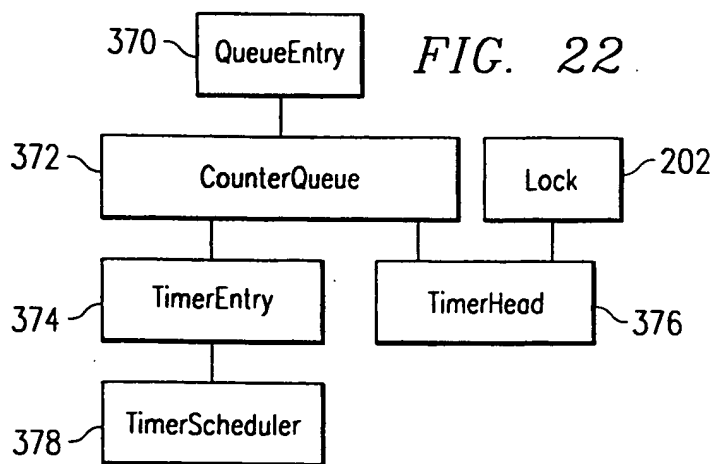 370
QueueEntry
FIG. 22
372
CounterQueue
Lock
202
374
TimerEntry
TimerHead
376
378
TimerScheduler